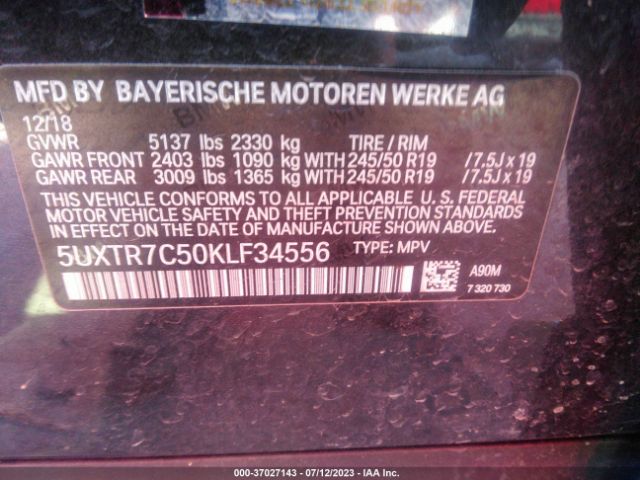 MFD BY BAYERISCHE MOTOREN WERKE AG
12/18
GVWR 5137 lbs 2330 kg TIRE / RIM
GAWR FRONT 2403 lbs 1090 kg WITH 245/50 R19 / 7.5J x 19
GAWR REAR 3009 lbs 1365 kg WITH 245/50 R19 / 7.5J x 19
THIS VEHICLE CONFORMS TO ALL APPLICABLE U. S. FEDERAL
MOTOR VEHICLE SAFETY AND THEFT PREVENTION STANDARDS IN
EFFECT ON THE DATE OF MANUFACTURE SHOWN ABOVE.
5UXTR7C50KLF34556 TYPE: MPV
A90M
7 320 730
000-37027143 / 07/12/2023 - IAA Inc.